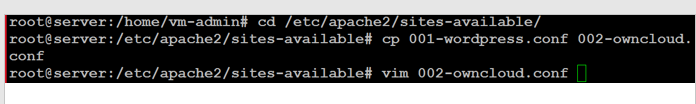 root@server:/home/vm-admin# cd /etc/apache2/sites-available/
root@server:/etc/apache2/sites-available# cp 001-wordpress.conf 002-owncloud.
conf
root@server:/etc/apache2/sites-available# vim 002-owncloud.conf